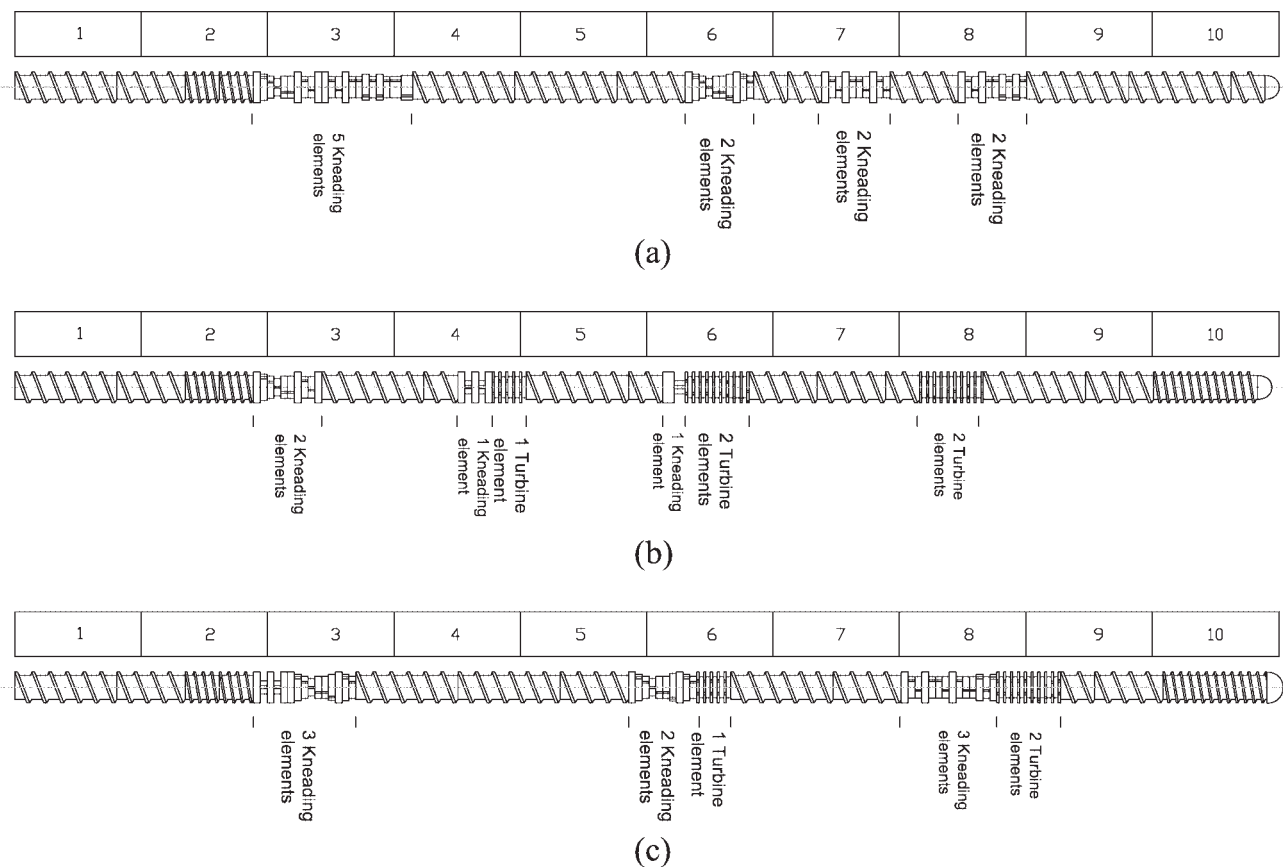 1 2 3 4 5 6 7 8 9 10
5 Kneading
elements
2 Kneading
elements
2 Kneading
elements
2 Kneading
elements
(a)
1 2 3 4 5 6 7 8 9 10
2 Kneading
elements
1 Turbine
element
1 Kneading
element
2 Turbine
elements
1 Kneading
element
2 Turbine
elements
(b)
1 2 3 4 5 6 7 8 9 10
3 Kneading
elements
2 Kneading
elements
1 Turbine
element
3 Kneading
elements
2 Turbine
elements
(c)